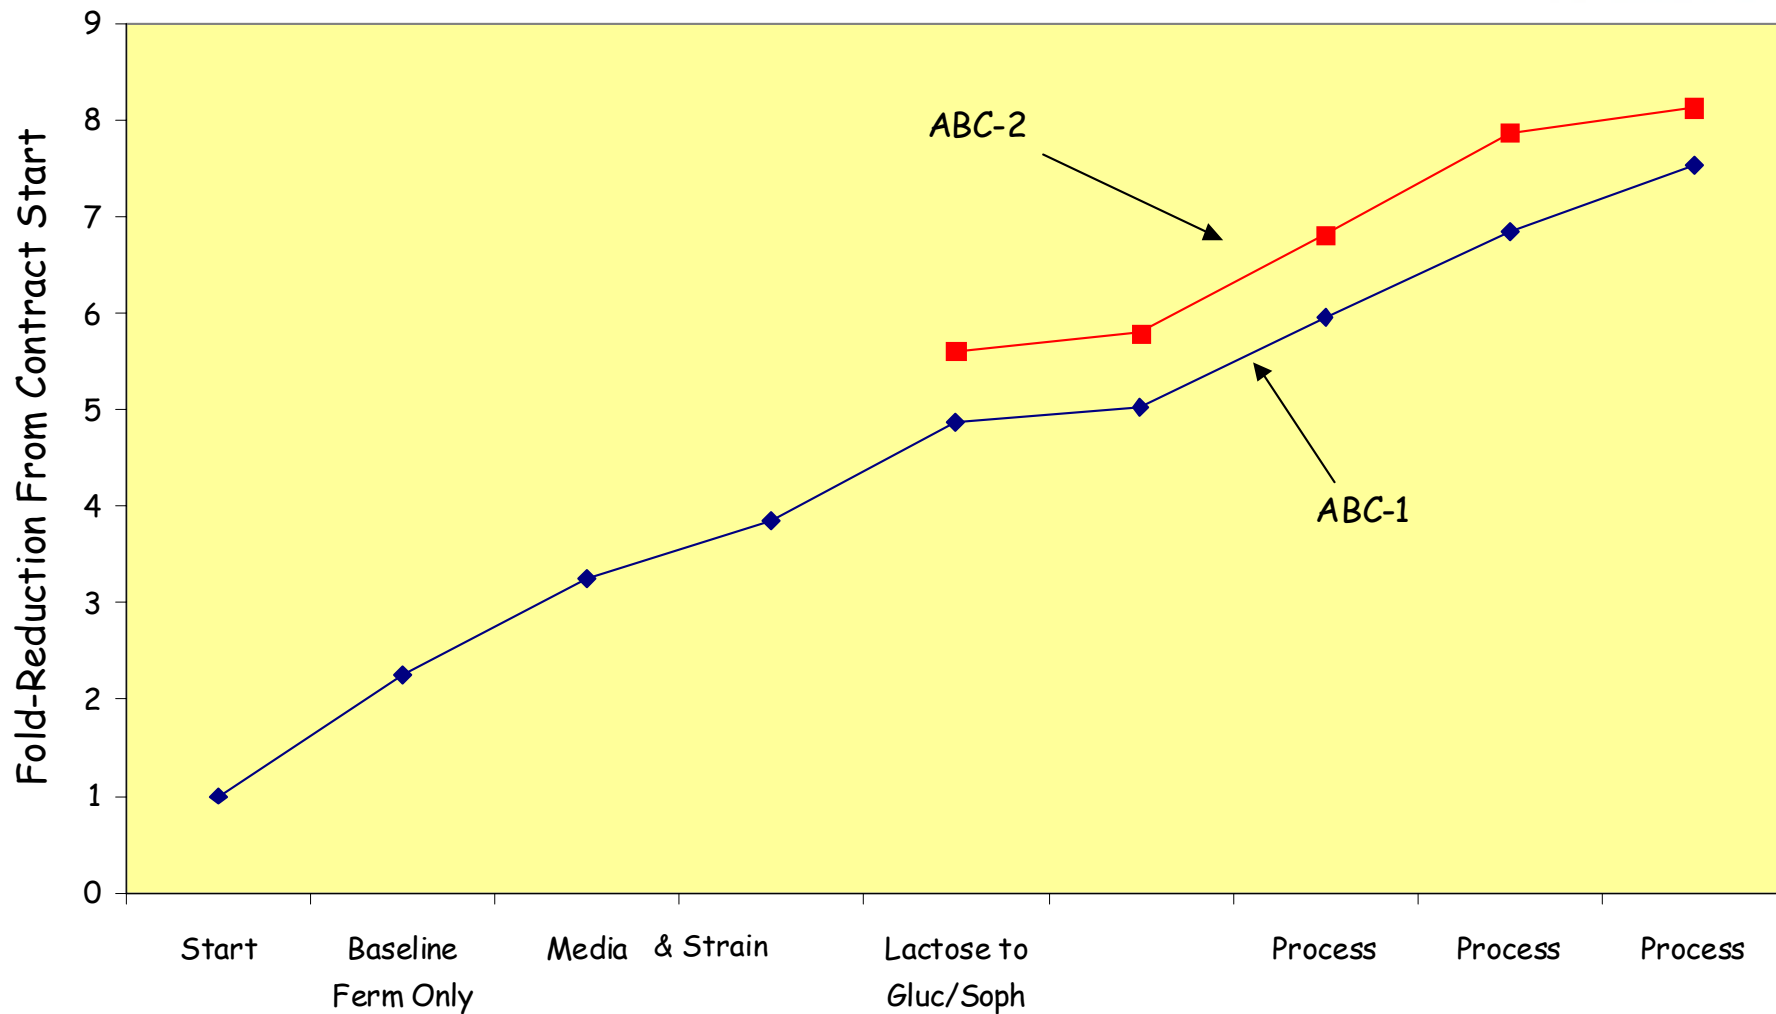 Fold-Reduction From Contract Start
9
8
7
6
5
4
3
2
1
0
ABC-2
ABC-1
Start
Baseline
Ferm Only
Media & Strain
Lactose to
Gluc/Soph
Process
Process
Process